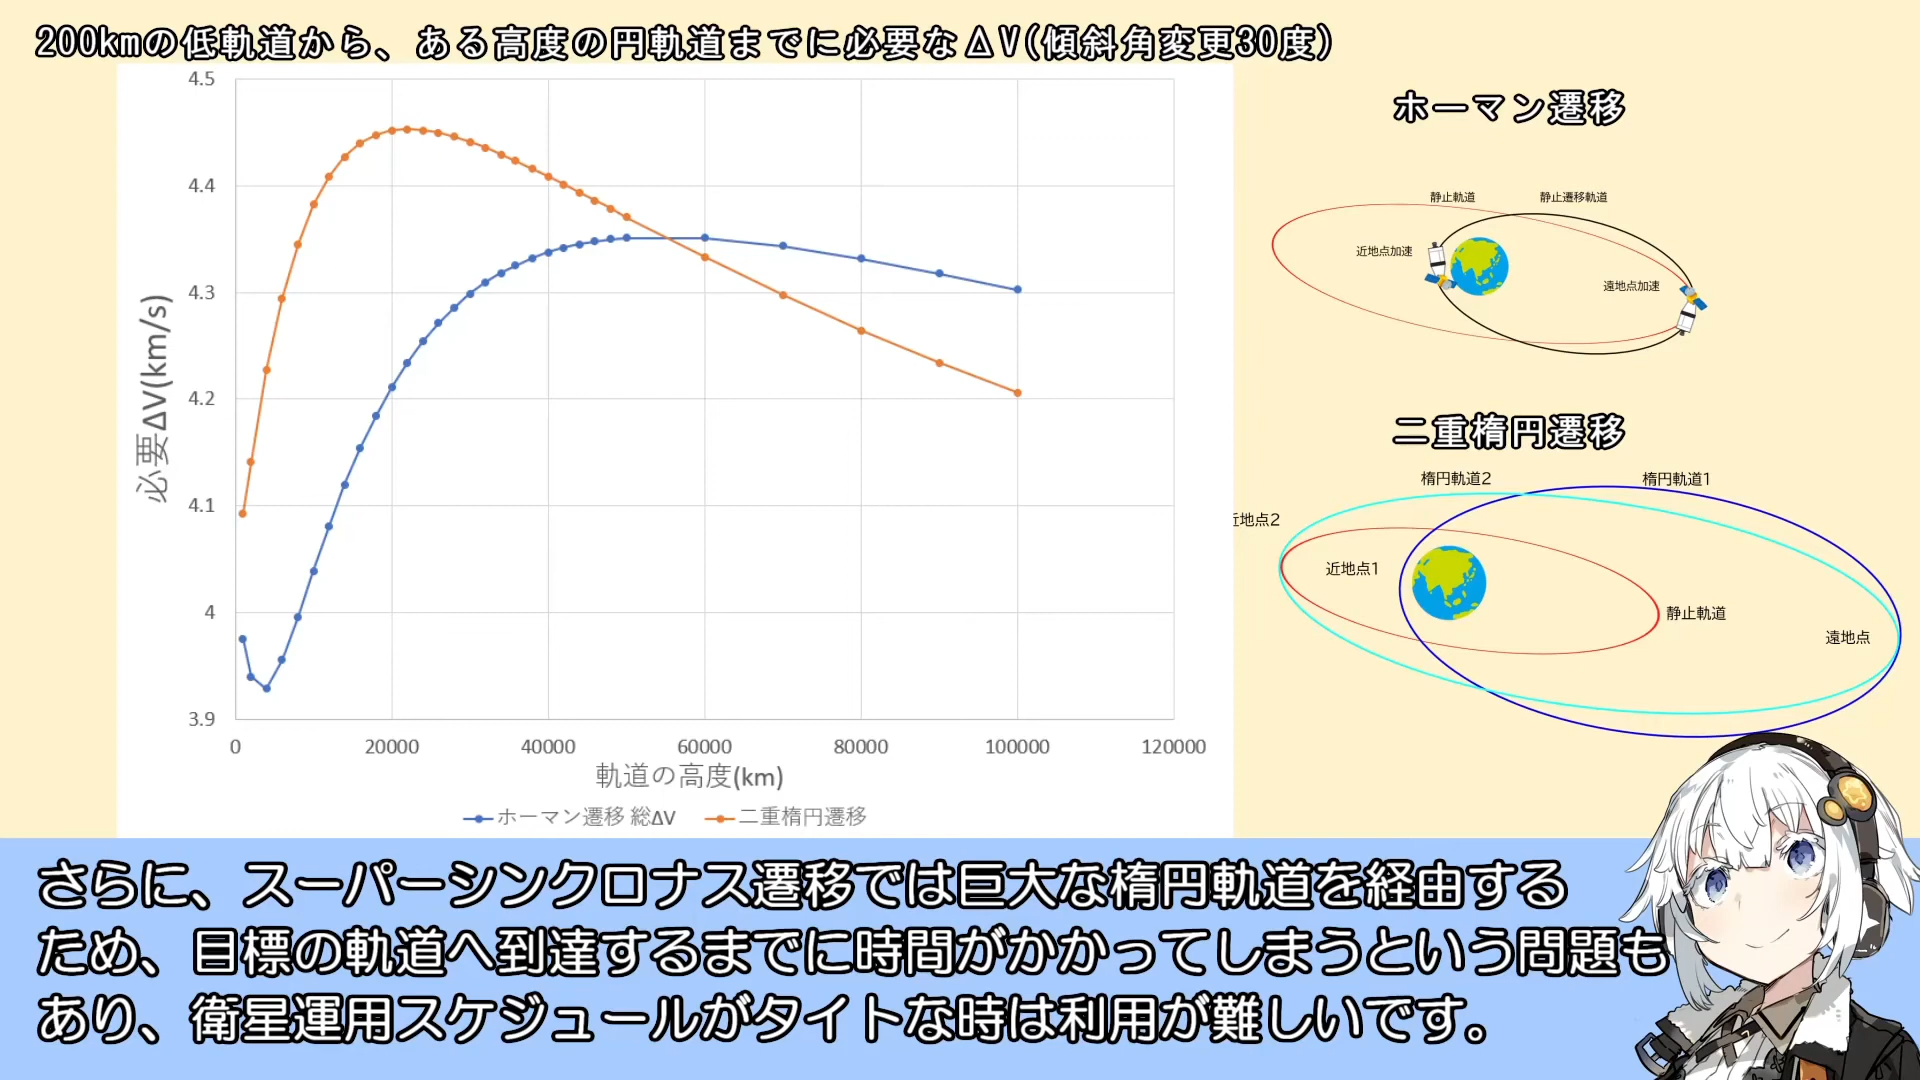 200kmの低軌道から、ある高度の円軌道までに必要なΔV(傾斜角変更30度)
4.5
4.4
4.3
4.2
4.1
4
3.9
必要ΔV(km/s)
0 20000 40000 60000 80000 100000 120000
軌道の高度(km)
ホーマン遷移 総ΔV 二重楕円遷移
ホーマン遷移
静止軌道 静止遷移軌道
近地点加速
遠地点加速
二重楕円遷移
楕円軌道2 楕円軌道1
近地点2
近地点1
静止軌道
遠地点
さらに、スーパーシンクロナス遷移では巨大な楕円軌道を経由する
ため、目標の軌道へ到達するまでに時間がかかってしまうという問題も
あり、衛星運用スケジュールがタイトな時は利用が難しいです。